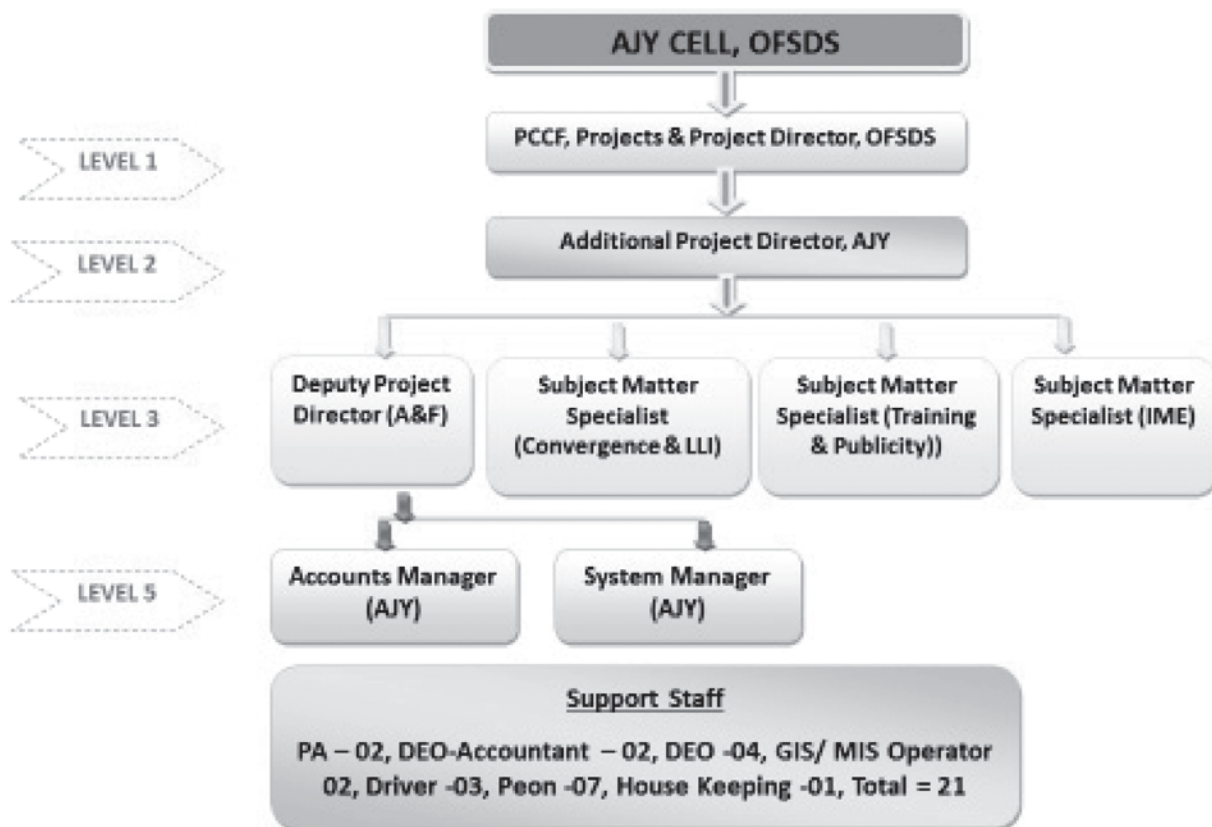 AJY CELL, OFSDS
LEVEL 1
PCCF, Projects & Project Director, OFSDS
LEVEL 2
Additional Project Director, AJY
LEVEL 3
Deputy Project
Director (A&F)
Subject Matter
Specialist
(Convergence & LLI)
Subject Matter
Specialist (Training
& Publicity))
Subject Matter
Specialist (IME)
LEVEL 5
Accounts Manager
(AJY)
System Manager
(AJY)
Support Staff
PA – 02, DEO-Accountant – 02, DEO -04, GIS/ MIS Operator
02, Driver -03, Peon -07, House Keeping -01, Total = 21